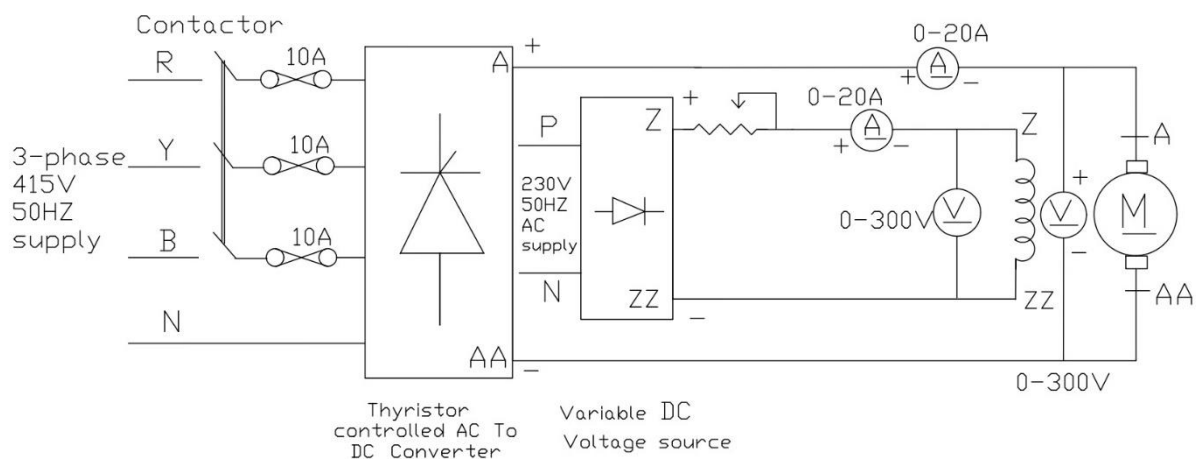 Contactor
R
10A
Y
10A
B
10A
N
3-phase
415V
50HZ
supply
A
+
AA
-
Thyristor
controlled AC To
DC Converter
P
230V
50HZ
AC
supply
N
Z
+
ZZ
-
Variable DC
Voltage source
0-20A
+ A -
0-20A
+ A -
V
0-300V
Z
ZZ
+
V
-
0-300V
A
M
AA